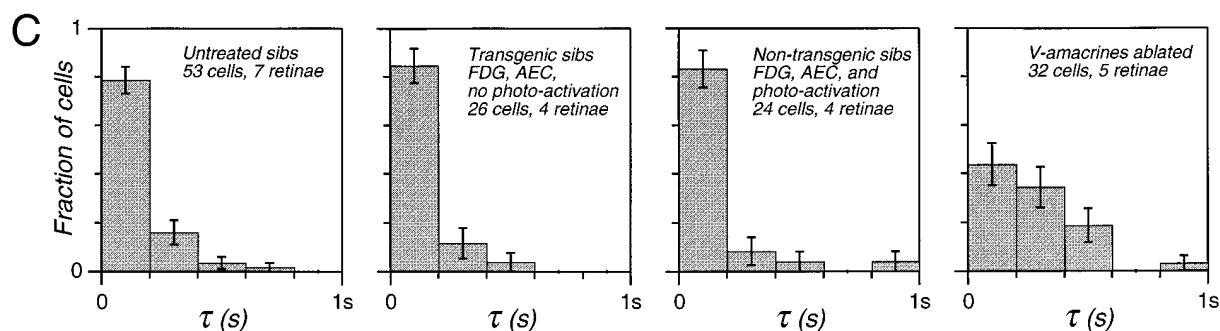 C
Fraction of cells
1
0
Untreated sibs
53 cells, 7 retinae
0
1s
τ (s)
Transgenic sibs
FDG, AEC,
no photo-activation
26 cells, 4 retinae
0
1s
τ (s)
Non-transgenic sibs
FDG, AEC, and
photo-activation
24 cells, 4 retinae
0
1s
τ (s)
V-amacrines ablated
32 cells, 5 retinae
0
1s
τ (s)